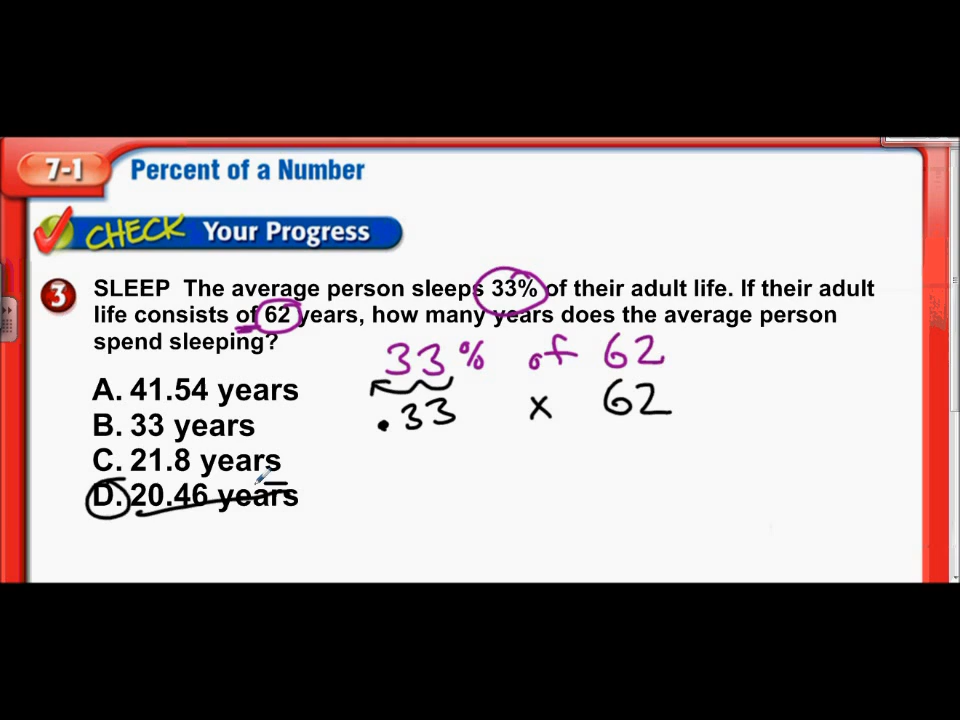 7-1 Percent of a Number
CHECK Your Progress
3 SLEEP The average person sleeps 33% of their adult life. If their adult
life consists of 62 years, how many years does the average person
spend sleeping?
33% of 62
A. 41.54 years
.33 x 62
B. 33 years
C. 21.8 years
D. 20.46 years